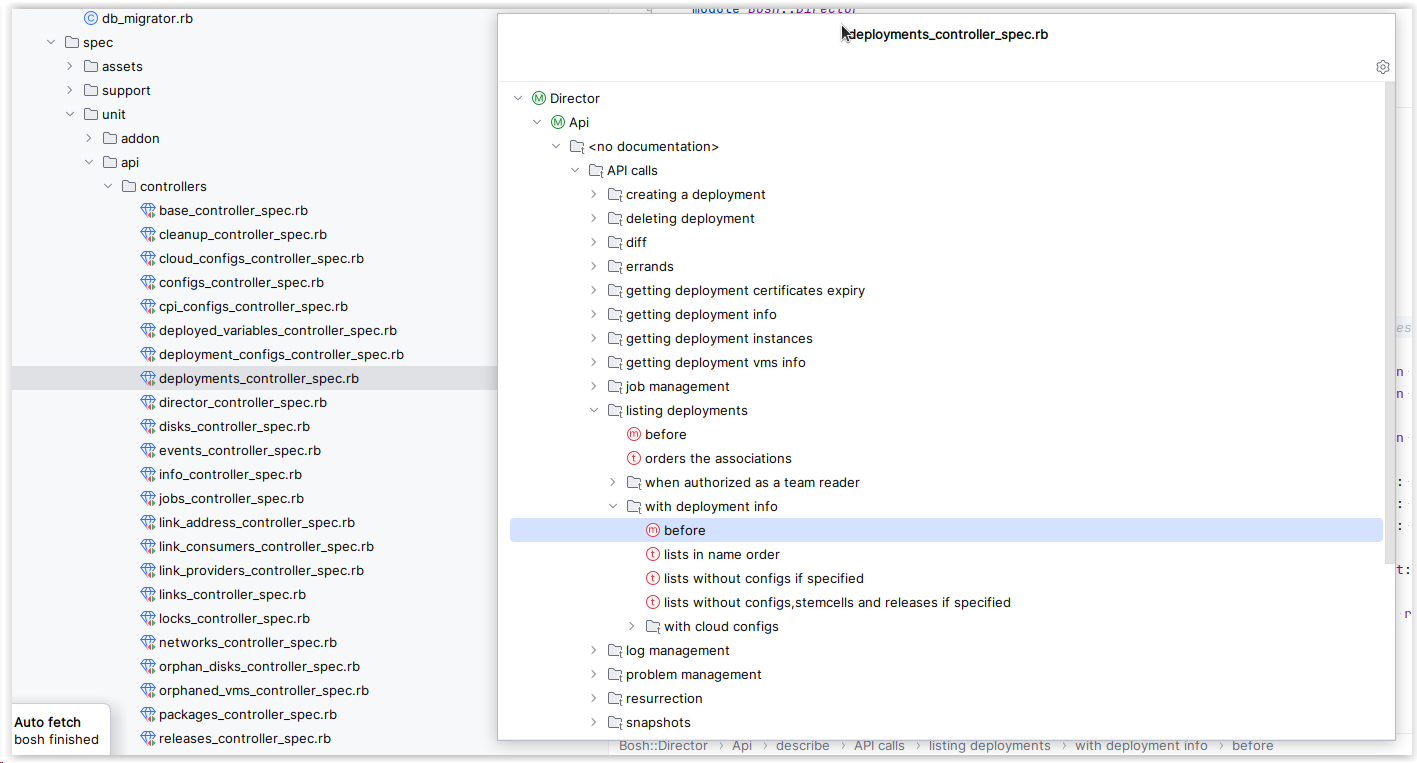 db_migrator.rb
spec
assets
support
unit
addon
api
controllers
base_controller_spec.rb
cleanup_controller_spec.rb
cloud_configs_controller_spec.rb
configs_controller_spec.rb
cpi_configs_controller_spec.rb
deployed_variables_controller_spec.rb
deployment_configs_controller_spec.rb
deployments_controller_spec.rb
director_controller_spec.rb
disks_controller_spec.rb
events_controller_spec.rb
info_controller_spec.rb
jobs_controller_spec.rb
link_address_controller_spec.rb
link_consumers_controller_spec.rb
link_providers_controller_spec.rb
links_controller_spec.rb
locks_controller_spec.rb
networks_controller_spec.rb
orphan_disks_controller_spec.rb
orphaned_vms_controller_spec.rb
packages_controller_spec.rb
releases_controller_spec.rb
Auto fetch
bosh finished
module Bosh::Director
deployments_controller_spec.rb
Director
Api
<no documentation>
API calls
creating a deployment
deleting deployment
diff
errands
getting deployment certificates expiry
getting deployment info
getting deployment instances
getting deployment vms info
job management
listing deployments
before
orders the associations
when authorized as a team reader
with deployment info
before
lists in name order
lists without configs if specified
lists without configs,stemcells and releases if specified
with cloud configs
log management
problem management
resurrection
snapshots
Bosh::Director > Api > describe > API calls > listing deployments > with deployment info > before